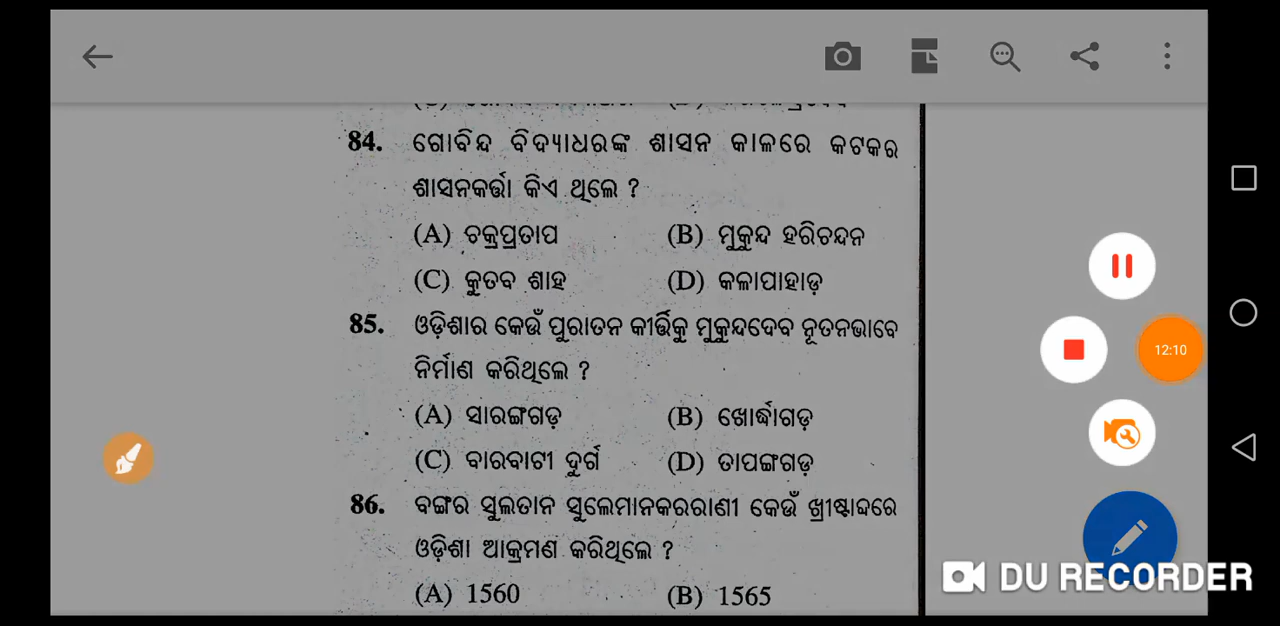 84. ଗୋବିନ୍ଦ ବିଦ୍ୟାଧରଙ୍କ ଶାସନ କାଳରେ କଟକର
ଶାସନକର୍ତ୍ତା କିଏ ଥିଲେ ?
(A) ଚକ୍ରପ୍ରତାପ (B) ମୁକୁନ୍ଦ ହରିଚନ୍ଦନ
(C) କୁତବ ଶାହ (D) କଳାପାହାଡ଼
85. ଓଡ଼ିଶାର କେଉଁ ପୁରାତନ କୀର୍ତ୍ତିକୁ ମୁକୁନ୍ଦଦେବ ନୂତନଭାବେ
ନିର୍ମାଣ କରିଥିଲେ ?
(A) ସାରଙ୍ଗଗଡ଼ (B) ଖୋର୍ଦ୍ଧାଗଡ଼
(C) ବାରବାଟୀ ଦୁର୍ଗ (D) ତାପଙ୍ଗଗଡ଼
86. ବଙ୍ଗର ସୁଲତାନ ସୁଲେମାନକରରାଣୀ କେଉଁ ଖ୍ରୀଷ୍ଟାବ୍ଦରେ
ଓଡ଼ିଶା ଆକ୍ରମଣ କରିଥିଲେ ?
(A) 1560 (B) 1565
12:10
DU RECORDER